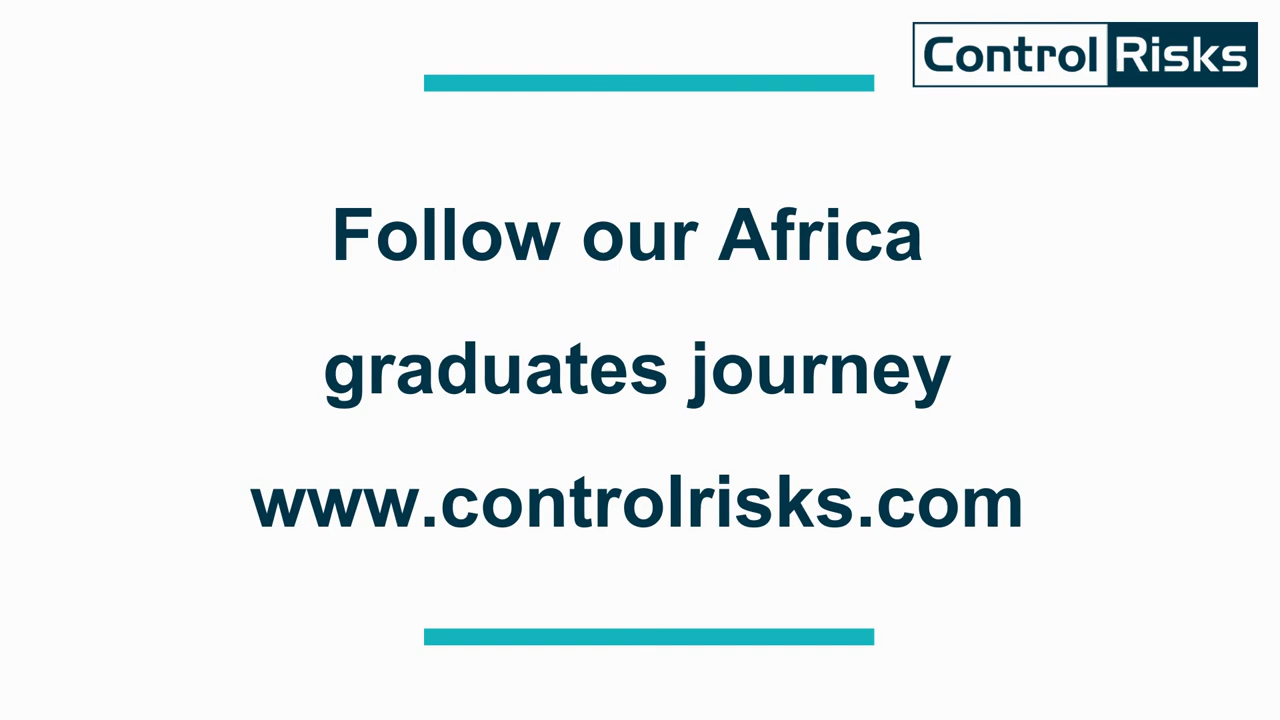 Control Risks
Follow our Africa
graduates journey
www.controlrisks.com